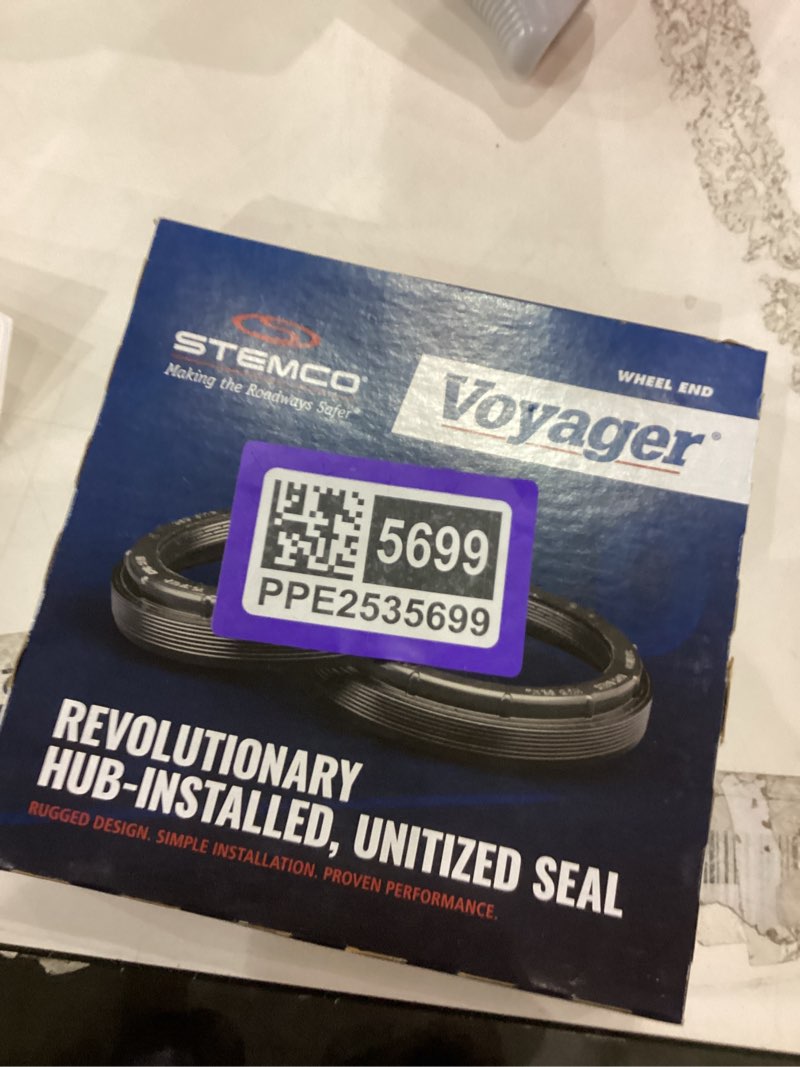 STEMCO®
Making the Roadways Safer™
WHEEL END
Voyager®
5699
PPE2535699
REVOLUTIONARY
HUB-INSTALLED, UNITIZED SEAL
RUGGED DESIGN. SIMPLE INSTALLATION. PROVEN PERFORMANCE.